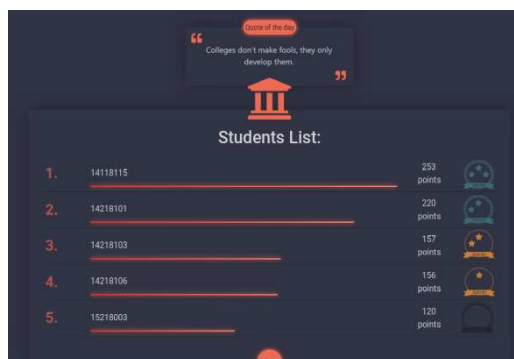 Quote of the day
Colleges don't make fools, they only
develop them.
Students List:
1. 14118115 253 points
2. 14218101 220 points
3. 14218103 157 points
4. 14218106 156 points
5. 15218003 120 points